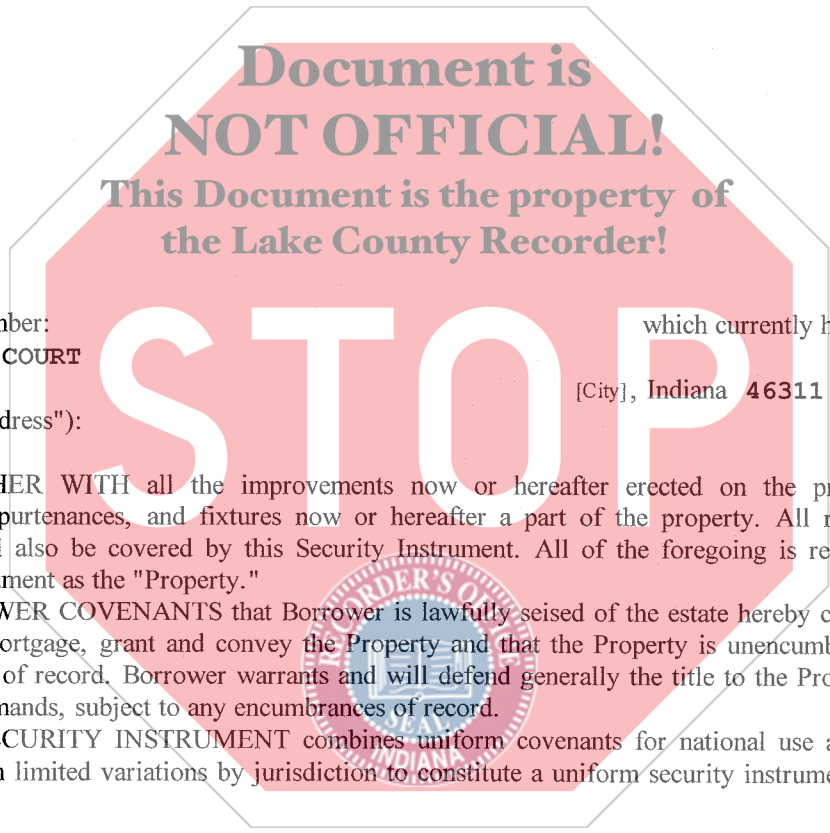 Document is
NOT OFFICIAL!
This Document is the property of
the Lake County Recorder!
STOP
nber: which currently h
COURT
[City], Indiana 46311
dress"):
HER WITH all the improvements now or hereafter erected on the pr
purtenances, and fixtures now or hereafter a part of the property. All r
l also be covered by this Security Instrument. All of the foregoing is re
ment as the "Property."
WER COVENANTS that Borrower is lawfully seised of the estate hereby c
ortgage, grant and convey the Property and that the Property is unencumb
of record. Borrower warrants and will defend generally the title to the Pro
mands, subject to any encumbrances of record.
CURITY INSTRUMENT combines uniform covenants for national use a
n limited variations by jurisdiction to constitute a uniform security instrume
RECORDER'S OFFICE
SEAL
INDIANA